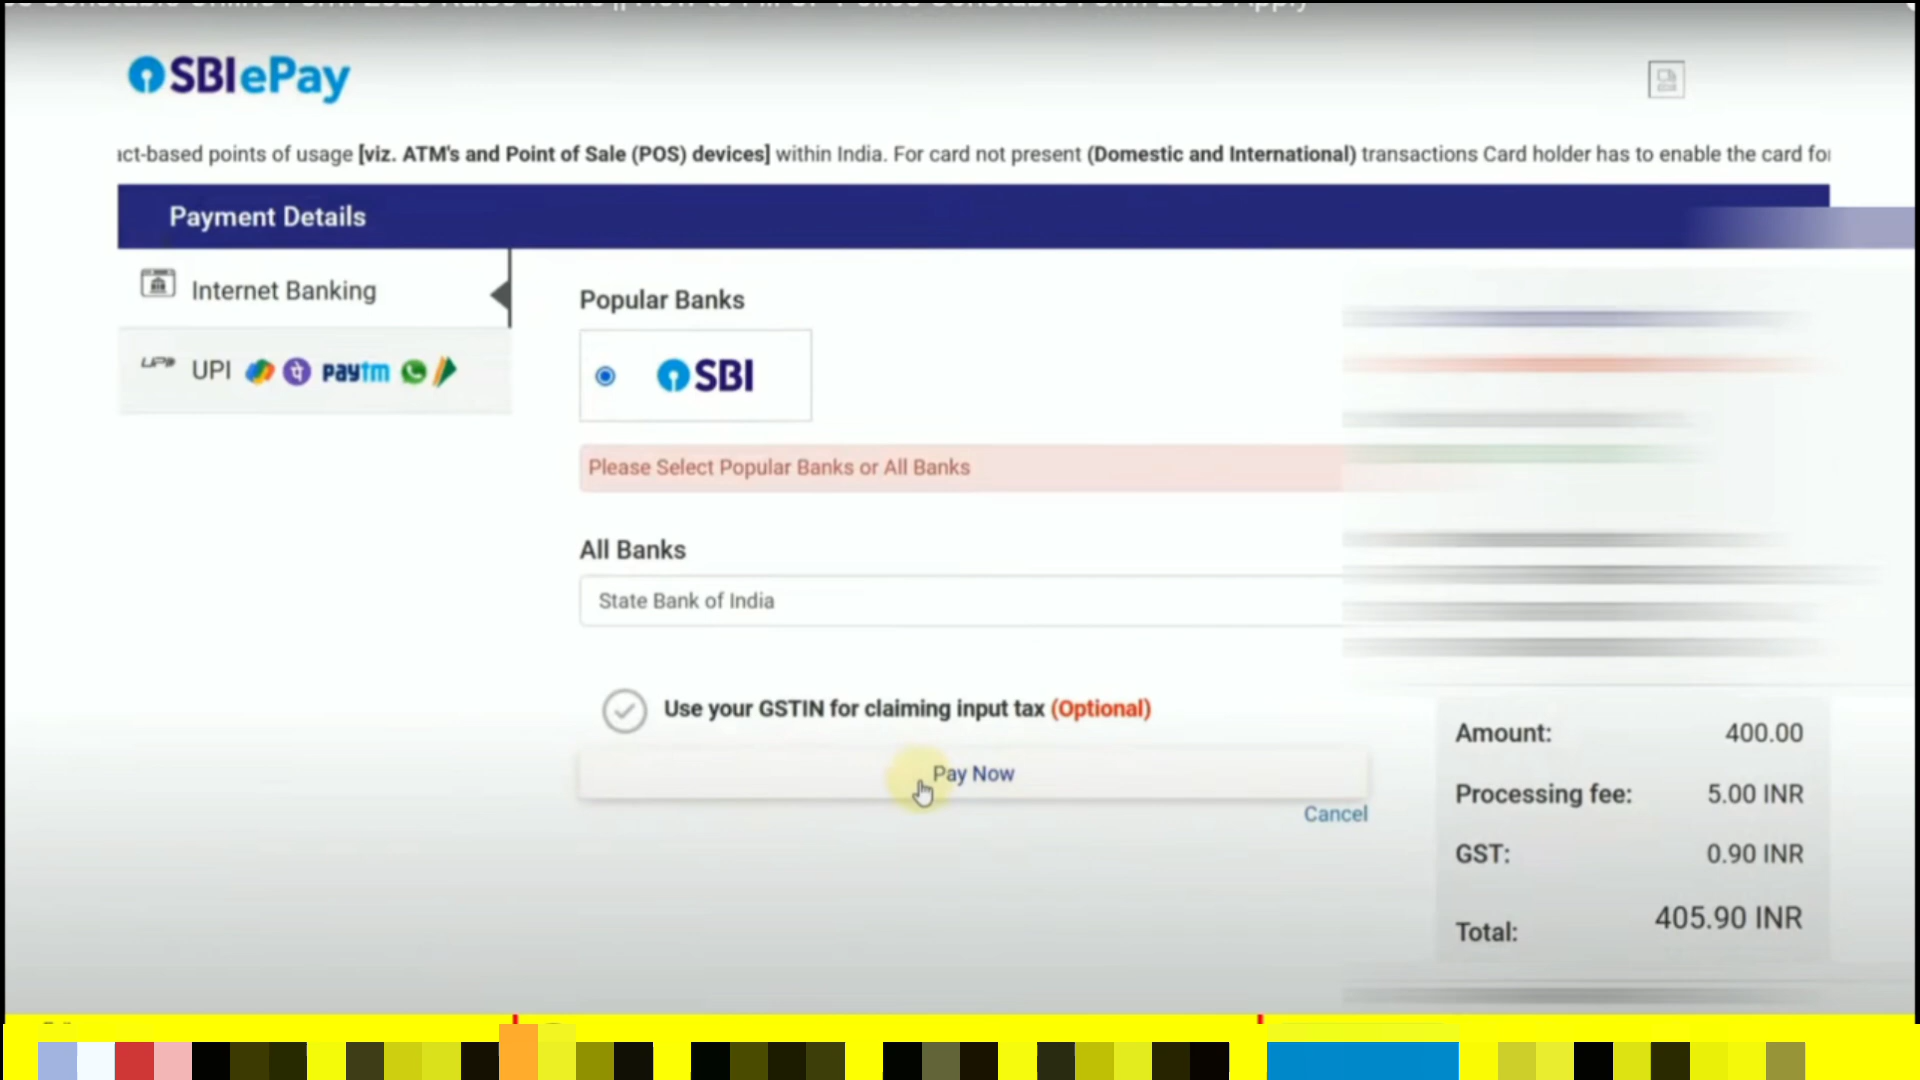 SBI ePay
act-based points of usage [viz. ATM's and Point of Sale (POS) devices] within India. For card not present (Domestic and International) transactions Card holder has to enable the card for
Payment Details
Internet Banking
UPI paytm
Popular Banks
SBI
Please Select Popular Banks or All Banks
All Banks
State Bank of India
Use your GSTIN for claiming input tax (Optional)
Pay Now
Cancel
Amount: 400.00
Processing fee: 5.00 INR
GST: 0.90 INR
Total: 405.90 INR